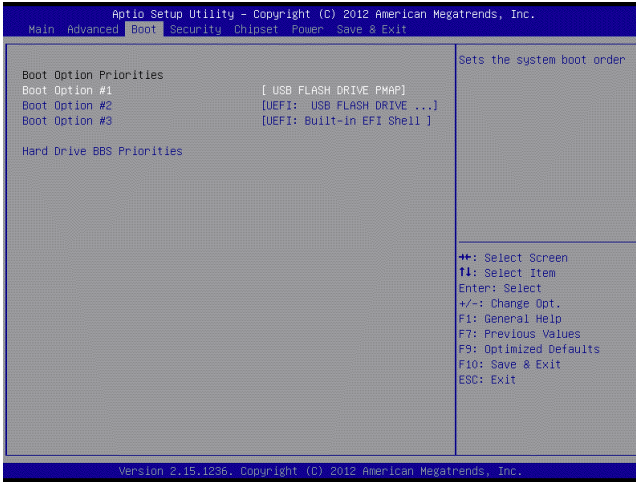 Aptio Setup Utility – Copyright (C) 2012 American Megatrends, Inc.
Main Advanced Boot Security Chipset Power Save & Exit
Sets the system boot order
Boot Option Priorities
Boot Option #1 [ USB FLASH DRIVE PMAP]
Boot Option #2 [UEFI: USB FLASH DRIVE ...]
Boot Option #3 [UEFI: Built-in EFI Shell ]
Hard Drive BBS Priorities
→←: Select Screen
↑↓: Select Item
Enter: Select
+/-: Change Opt.
F1: General Help
F7: Previous Values
F9: Optimized Defaults
F10: Save & Exit
ESC: Exit
Version 2.15.1236. Copyright (C) 2012 American Megatrends, Inc.